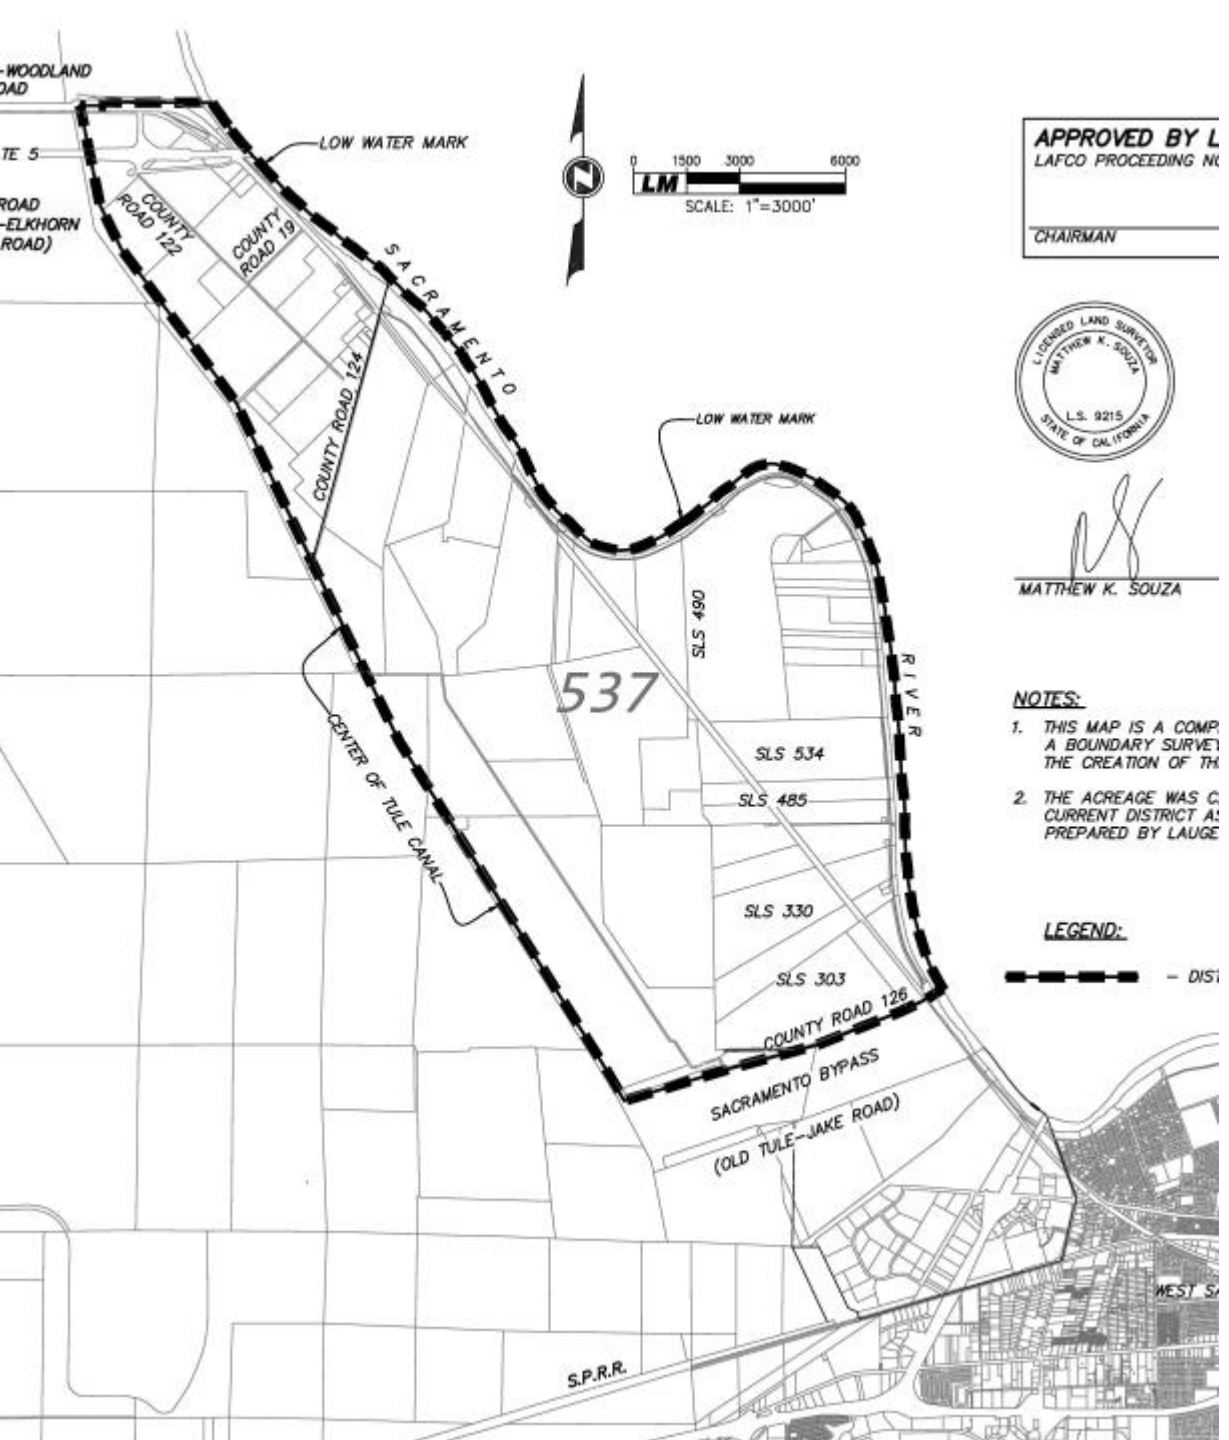 -WOODLAND
OAD
TE 5
ROAD
-ELKHORN
ROAD)
LOW WATER MARK
COUNTY
ROAD 122
COUNTY
ROAD 19
SACRAMENTO
COUNTY ROAD 124
0 1500 3000 6000
LM
SCALE: 1"=3000'
APPROVED BY L
LAFCO PROCEEDING NO
CHAIRMAN
LICENSED LAND SURVEYOR
MATTHEW K. SOUZA
L.S. 9215
STATE OF CALIFORNIA
MATTHEW K. SOUZA
LOW WATER MARK
SLS 490
RIVER
537
SLS 534
SLS 485
SLS 330
SLS 303
CENTER OF TULE CANAL
COUNTY ROAD 126
SACRAMENTO BYPASS
(OLD TULE-JAKE ROAD)
NOTES:
1. THIS MAP IS A COMP
A BOUNDARY SURVEY
THE CREATION OF TH
2. THE ACREAGE WAS C
CURRENT DISTRICT AS
PREPARED BY LAUGE
LEGEND:
- DIST
WEST SA
S.P.R.R.